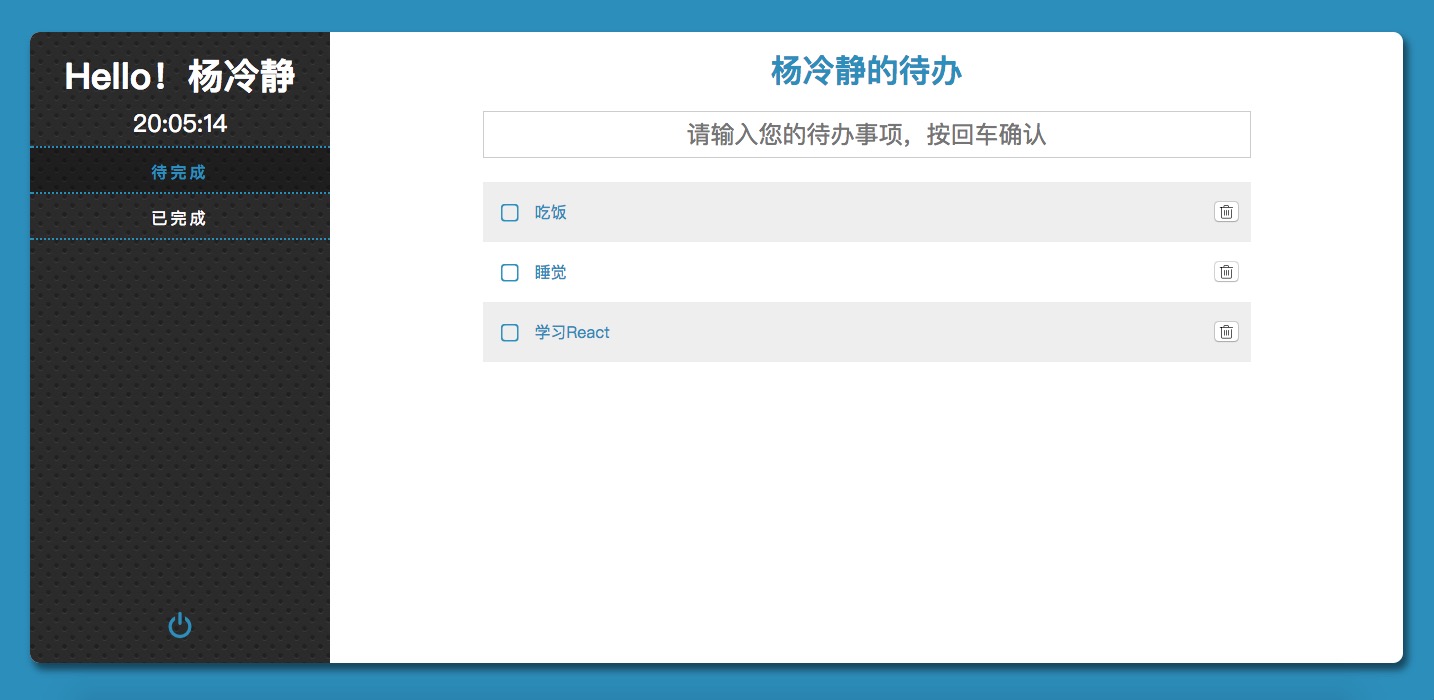 Hello！杨冷静
20:05:14
待完成
已完成
杨冷静的待办
请输入您的待办事项，按回车确认
吃饭
睡觉
学习React